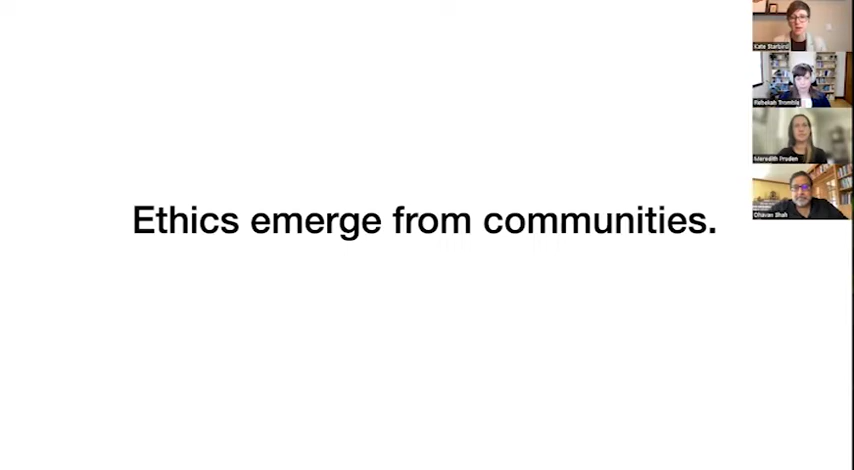 Kate Starbird
Rebekah Tromble
Ethics emerge from communities.
Meredith Pruden
Dhavan Shah